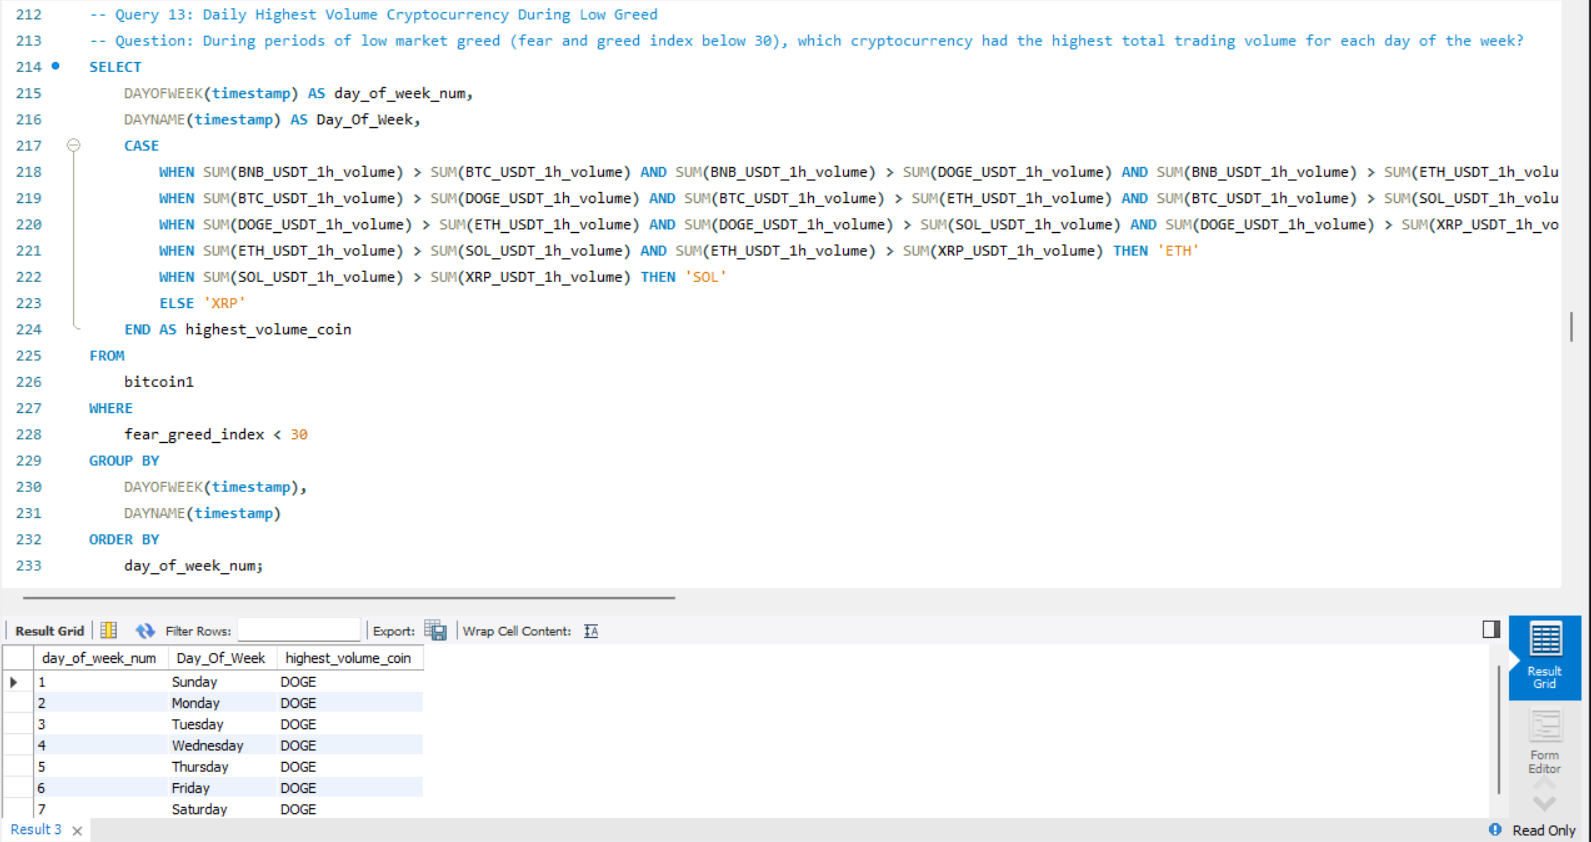 212 -- Query 13: Daily Highest Volume Cryptocurrency During Low Greed
213 -- Question: During periods of low market greed (fear and greed index below 30), which cryptocurrency had the highest total trading volume for each day of the week?
214 SELECT
215 DAYOFWEEK(timestamp) AS day_of_week_num,
216 DAYNAME(timestamp) AS Day_Of_Week,
217 CASE
218 WHEN SUM(BNB_USDT_1h_volume) > SUM(BTC_USDT_1h_volume) AND SUM(BNB_USDT_1h_volume) > SUM(DOGE_USDT_1h_volume) AND SUM(BNB_USDT_1h_volume) > SUM(ETH_USDT_1h_volu
219 WHEN SUM(BTC_USDT_1h_volume) > SUM(DOGE_USDT_1h_volume) AND SUM(BTC_USDT_1h_volume) > SUM(ETH_USDT_1h_volume) AND SUM(BTC_USDT_1h_volume) > SUM(SOL_USDT_1h_volu
220 WHEN SUM(DOGE_USDT_1h_volume) > SUM(ETH_USDT_1h_volume) AND SUM(DOGE_USDT_1h_volume) > SUM(SOL_USDT_1h_volume) AND SUM(DOGE_USDT_1h_volume) > SUM(XRP_USDT_1h_vo
221 WHEN SUM(ETH_USDT_1h_volume) > SUM(SOL_USDT_1h_volume) AND SUM(ETH_USDT_1h_volume) > SUM(XRP_USDT_1h_volume) THEN 'ETH'
222 WHEN SUM(SOL_USDT_1h_volume) > SUM(XRP_USDT_1h_volume) THEN 'SOL'
223 ELSE 'XRP'
224 END AS highest_volume_coin
225 FROM
226 bitcoin1
227 WHERE
228 fear_greed_index < 30
229 GROUP BY
230 DAYOFWEEK(timestamp),
231 DAYNAME(timestamp)
232 ORDER BY
233 day_of_week_num;
Result Grid Filter Rows: Export: Wrap Cell Content:
day_of_week_num Day_Of_Week highest_volume_coin
1 Sunday DOGE
2 Monday DOGE
3 Tuesday DOGE
4 Wednesday DOGE
5 Thursday DOGE
6 Friday DOGE
7 Saturday DOGE
Result
Grid
Form
Editor
Result 3
Read Only